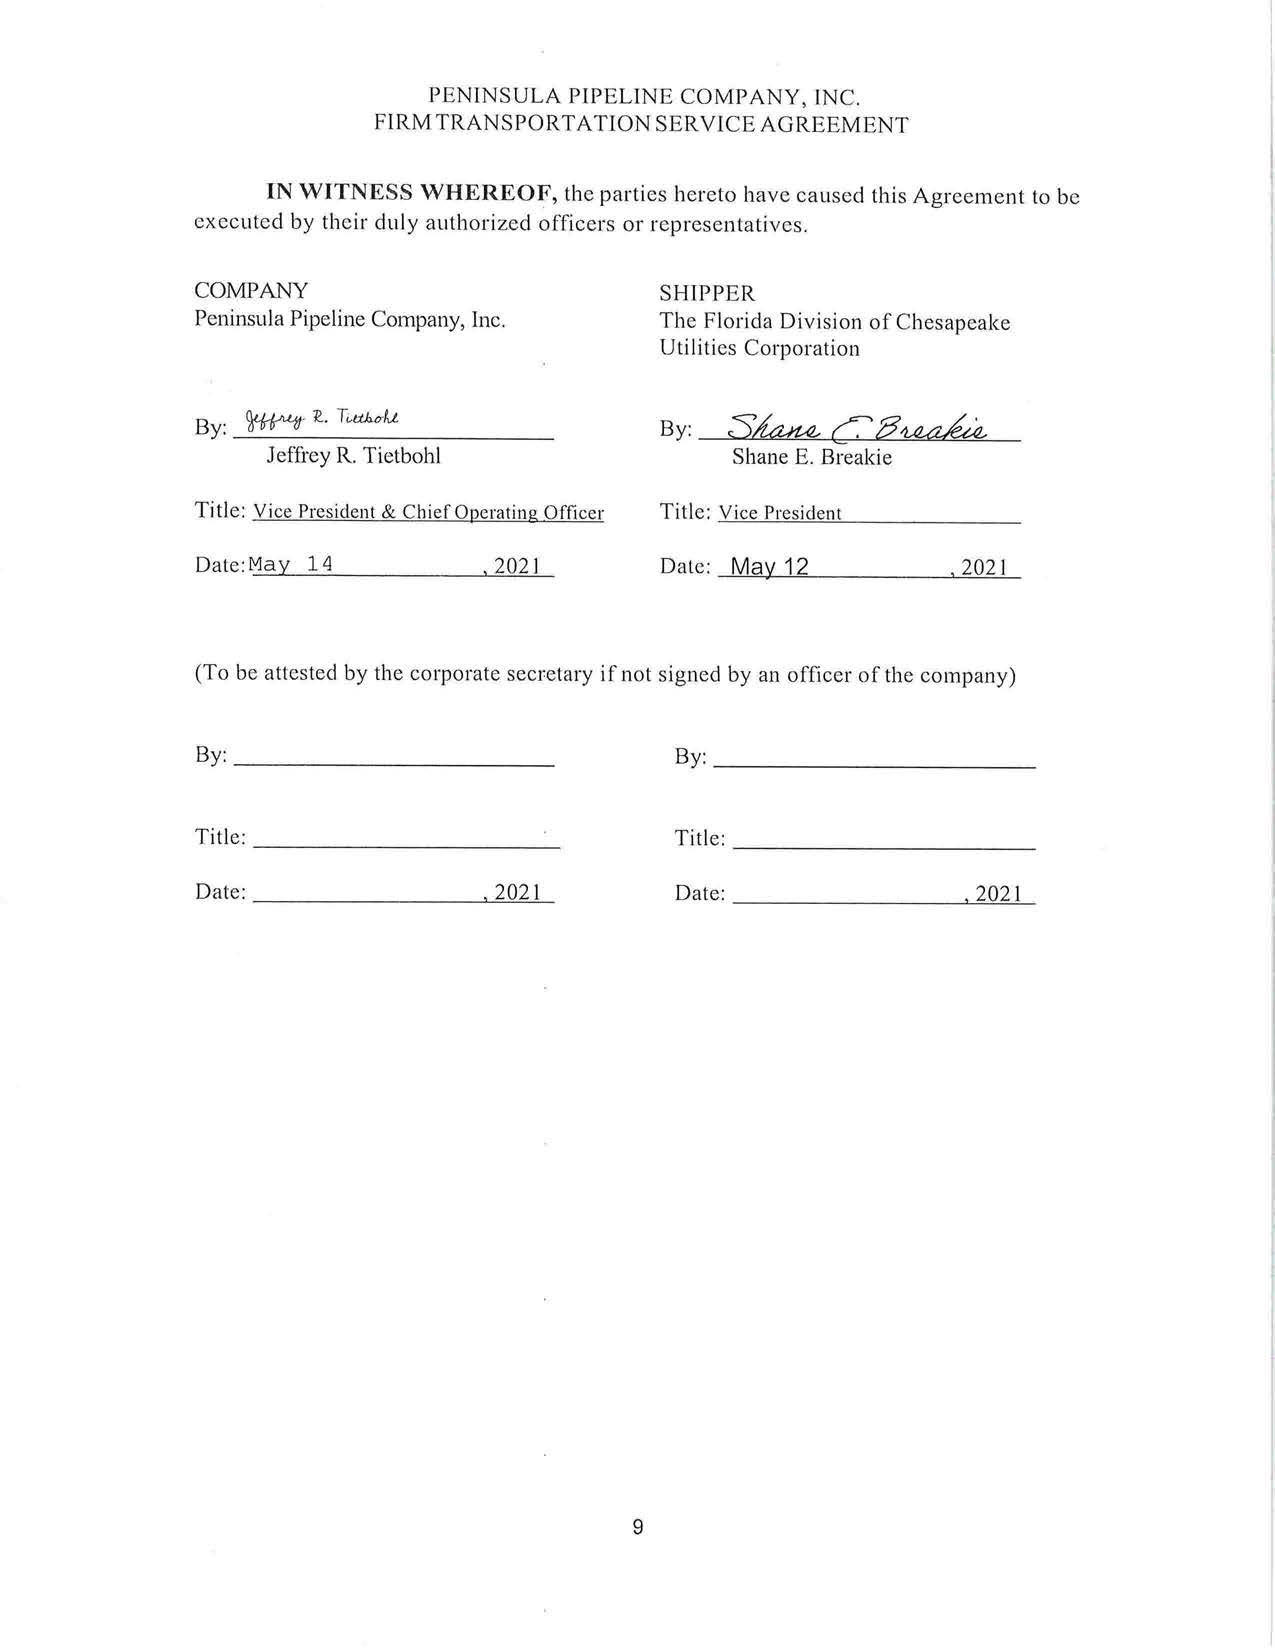 PENINSULA PIPELINE COMPANY, INC.
FIRM TRANSPORTATION SERVICE AGREEMENT
IN WITNESS WHEREOF, the parties hereto have caused this Agreement to be
executed by their duly authorized officers or representatives.
COMPANY
Peninsula Pipeline Company, Inc.
SHIPPER
The Florida Division of Chesapeake
Utilities Corporation
By: Jeffrey R. Tietbohl
Jeffrey R. Tietbohl
Title: Vice President & Chief Operating Officer
Date: May 14, 2021
By: Shane E. Breakie
Shane E. Breakie
Title: Vice President
Date: May 12, 2021
(To be attested by the corporate secretary if not signed by an officer of the company)
By:
Title:
Date: , 2021
By:
Title:
Date: , 2021
9